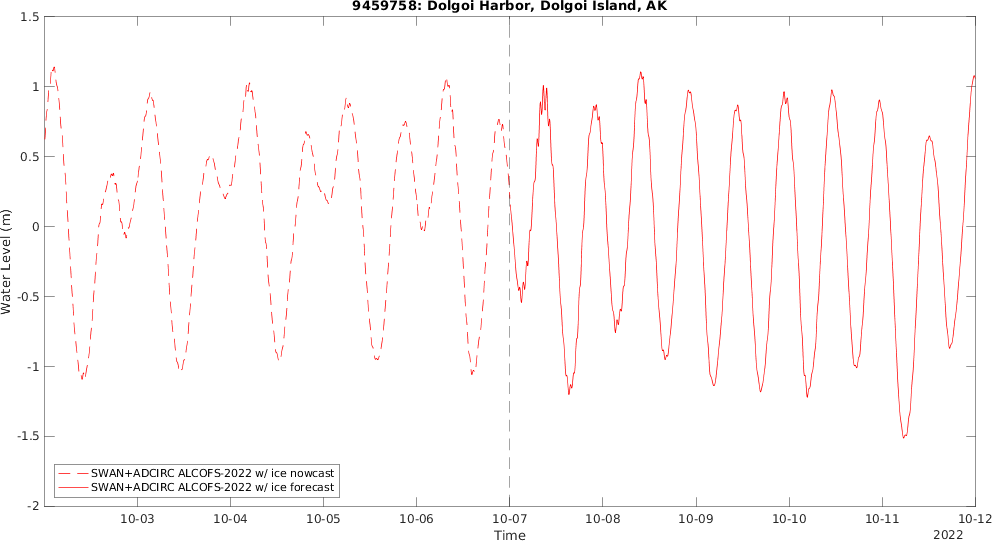 9459758: Dolgoi Harbor, Dolgoi Island, AK
1.5
1
0.5
0
-0.5
-1
-1.5
-2
Water Level (m)
SWAN+ADCIRC ALCOFS-2022 w/ ice nowcast
SWAN+ADCIRC ALCOFS-2022 w/ ice forecast
10-03 10-04 10-05 10-06 10-07 10-08 10-09 10-10 10-11 10-12
Time
2022